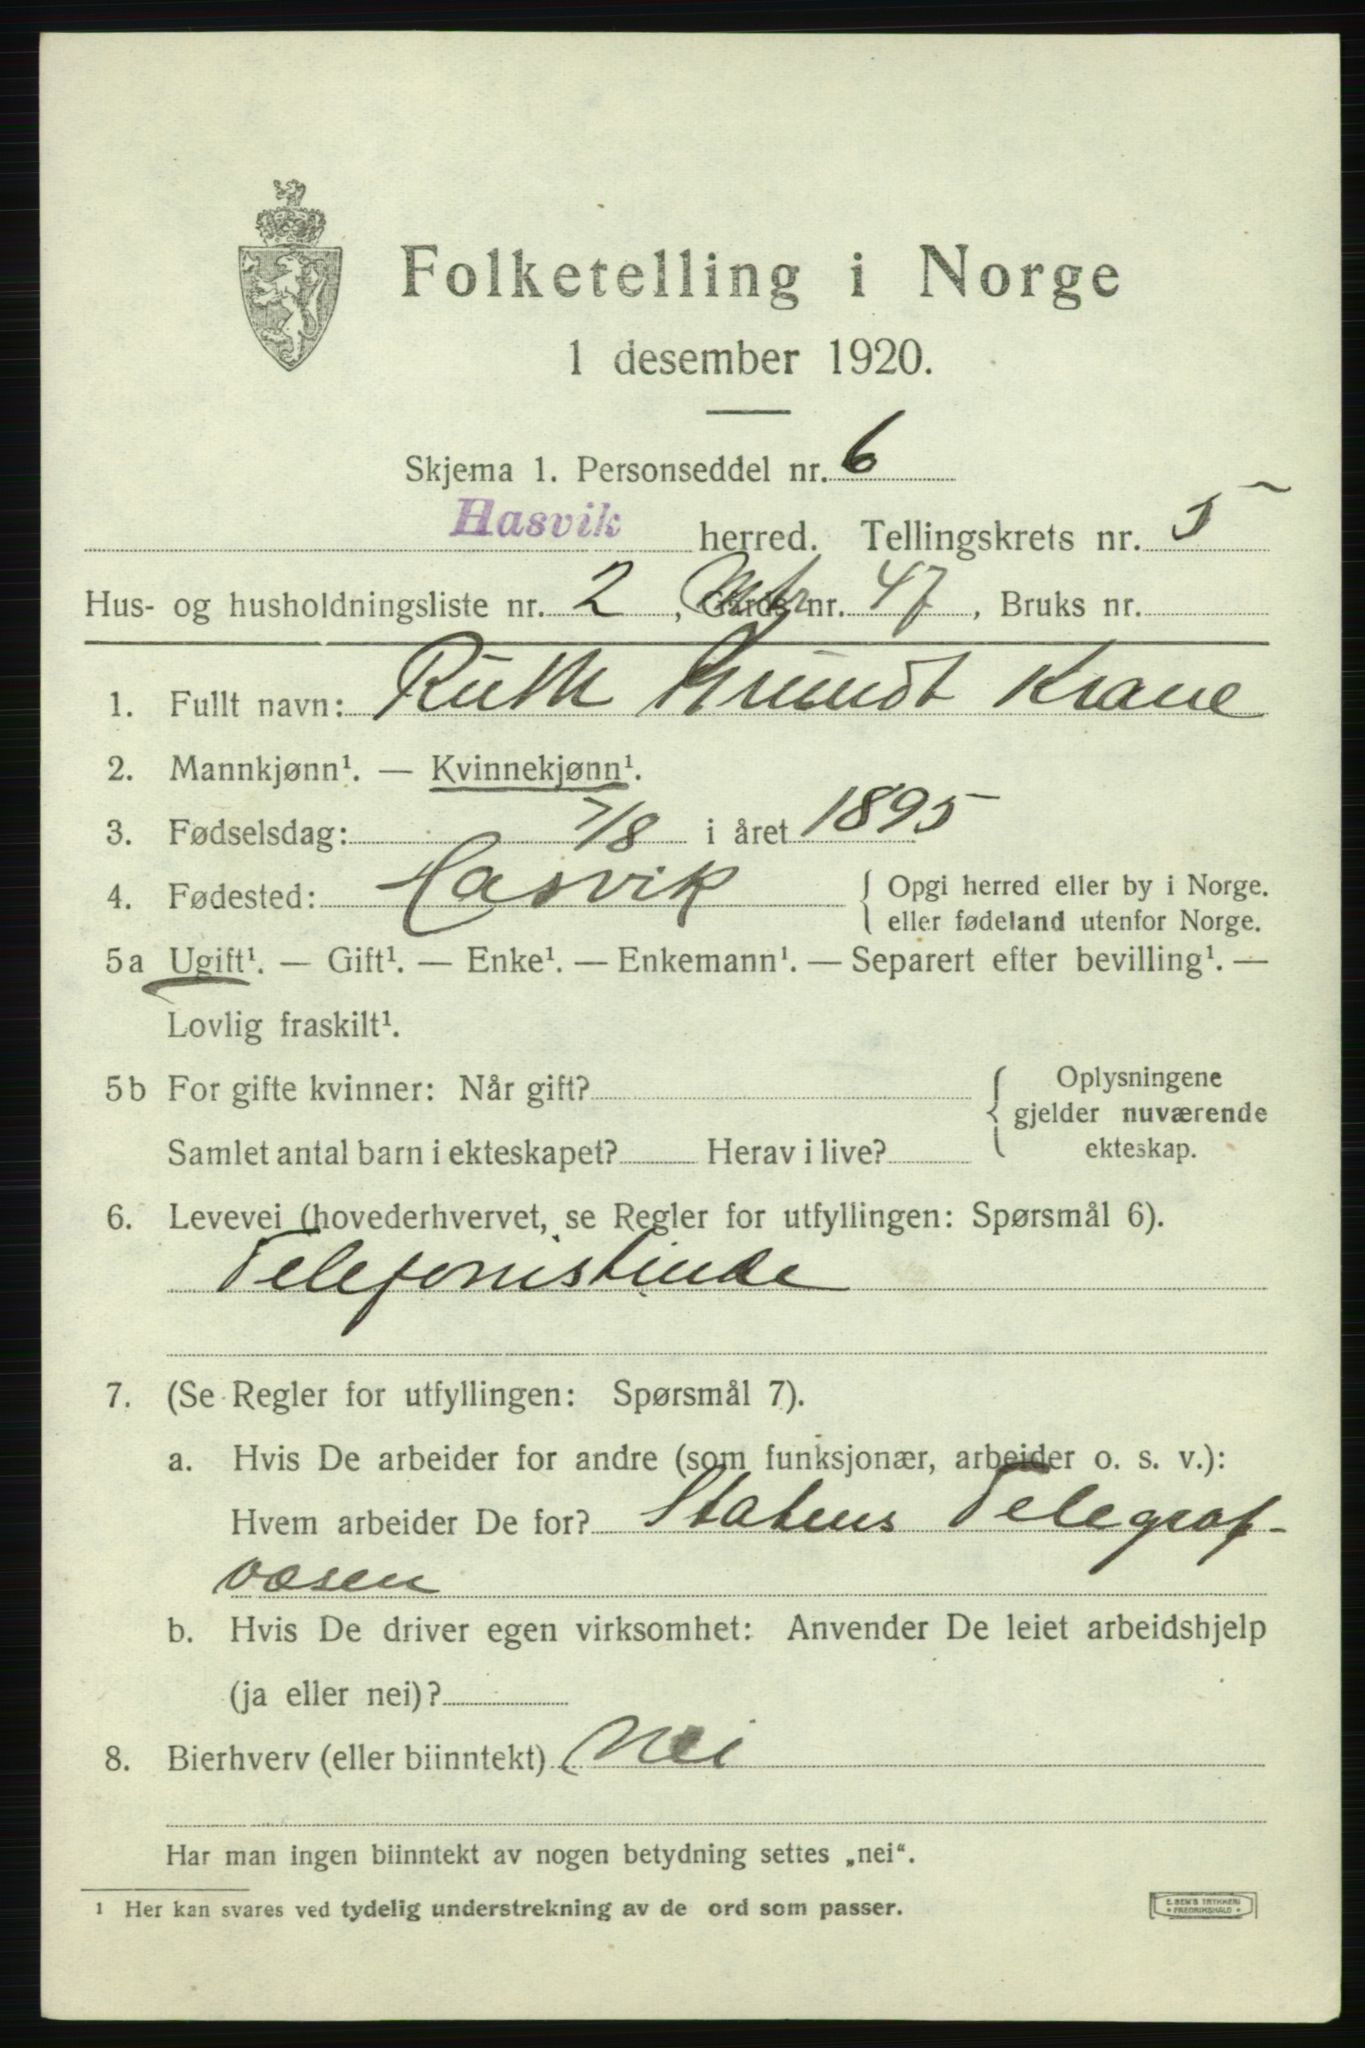 Folketelling i Norge
1 desember 1920.
Skjema 1. Personseddel nr. 6
Hasvik herred. Tellingskrets nr. 5
Hus- og husholdningsliste nr. 2, Gards nr. 47, Bruks nr.
1. Fullt navn: Ruth Grundt Krane
2. Mannkjønn¹. — Kvinnekjønn¹.
3. Fødselsdag: 7/8 i året 1895
4. Fødested: Hasvik { Opgi herred eller by i Norge.
eller fødeland utenfor Norge.
5a Ugift¹. — Gift¹. — Enke¹. — Enkemann¹. — Separert efter bevilling¹. —
Lovlig fraskilt¹.
5b For gifte kvinner: Når gift? { Oplysningene
gjelder nuværende
Samlet antal barn i ekteskapet? Herav i live? ekteskap.
6. Levevei (hovederhvervet, se Regler for utfyllingen: Spørsmål 6).
Telefonistinde
7. (Se Regler for utfyllingen: Spørsmål 7).
a. Hvis De arbeider for andre (som funksjonær, arbeider o. s. v.):
Hvem arbeider De for? Statens Telegraf-
væsen
b. Hvis De driver egen virksomhet: Anvender De leiet arbeidshjelp
(ja eller nei)?
8. Bierhverv (eller biinntekt) Nei
Har man ingen biinntekt av nogen betydning settes „nei“.
1 Her kan svares ved tydelig understrekning av de ord som passer.
E. SEM'S TRYKKERI
FREDRIKSHALD